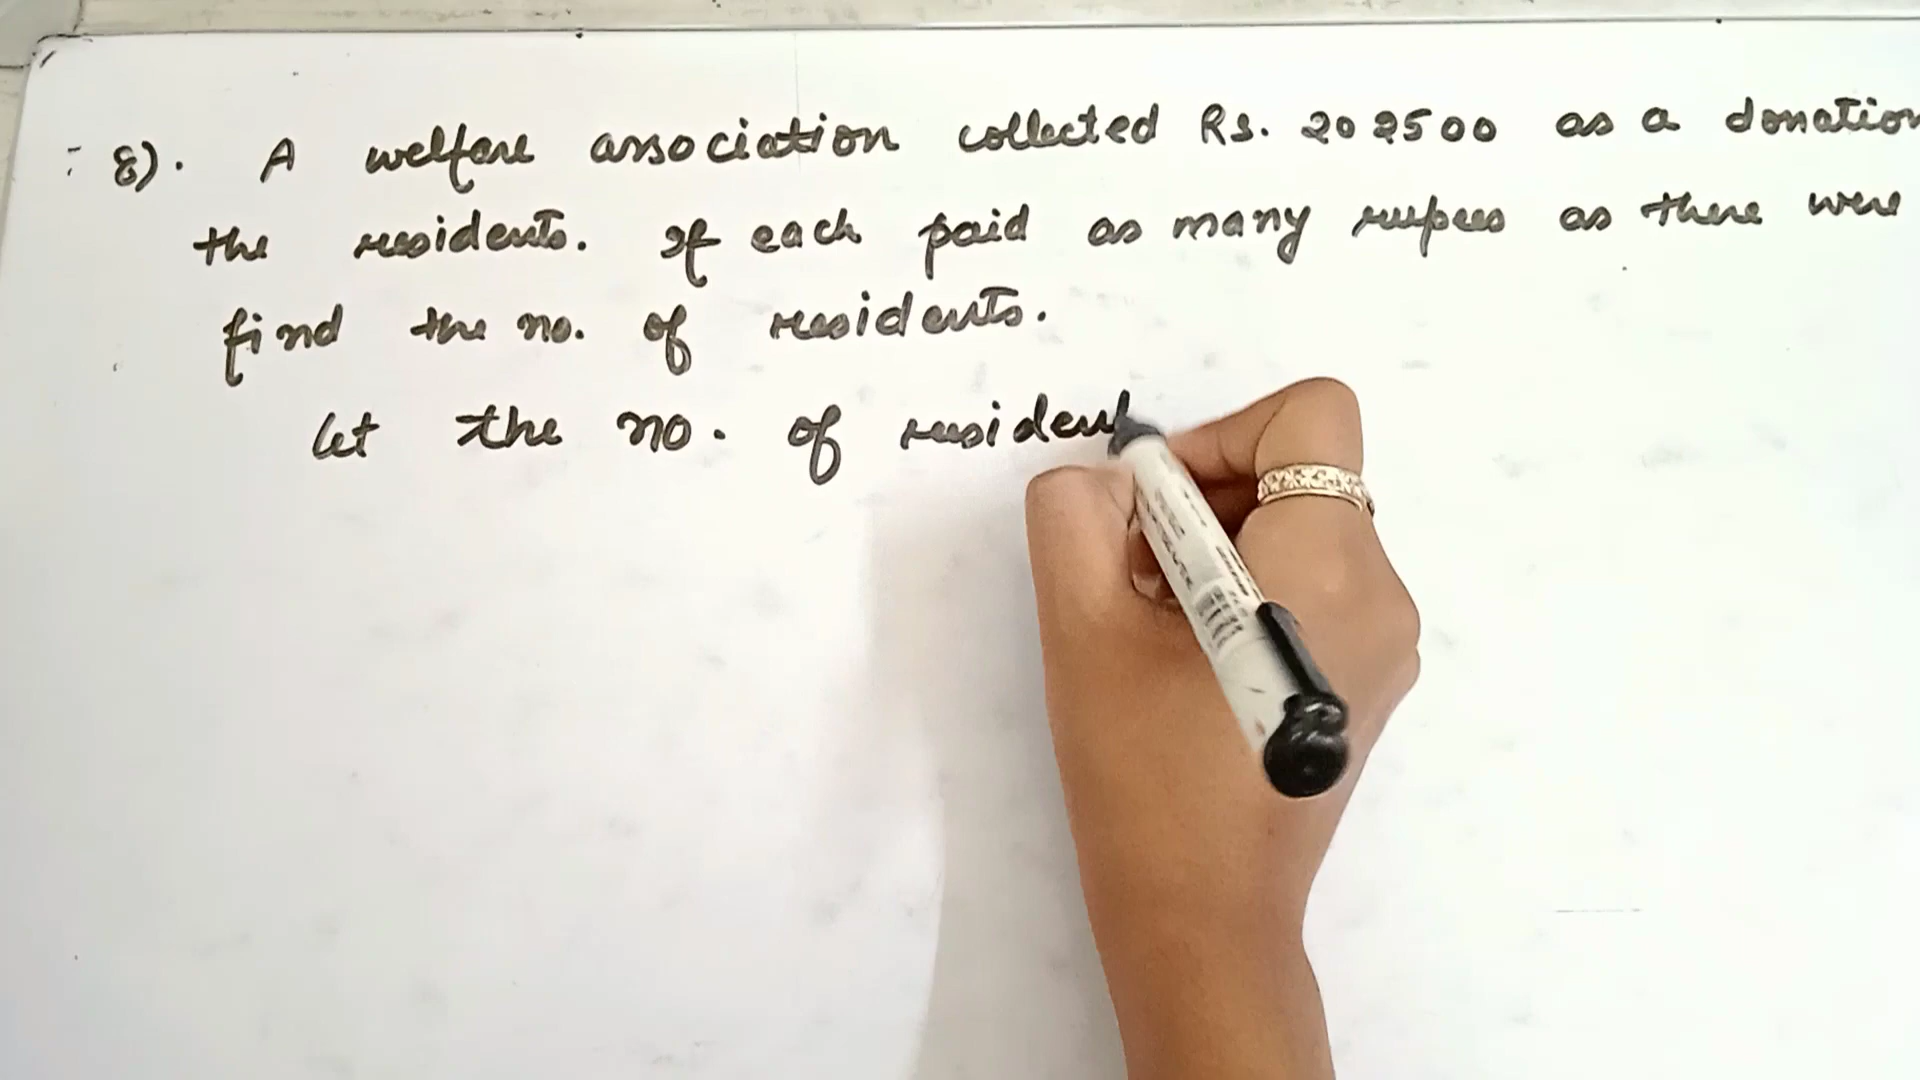 8). A welfare association collected Rs. 202500 as a donation
the residents. If each paid as many rupees as there were
find the no. of residents.
let the no. of resident